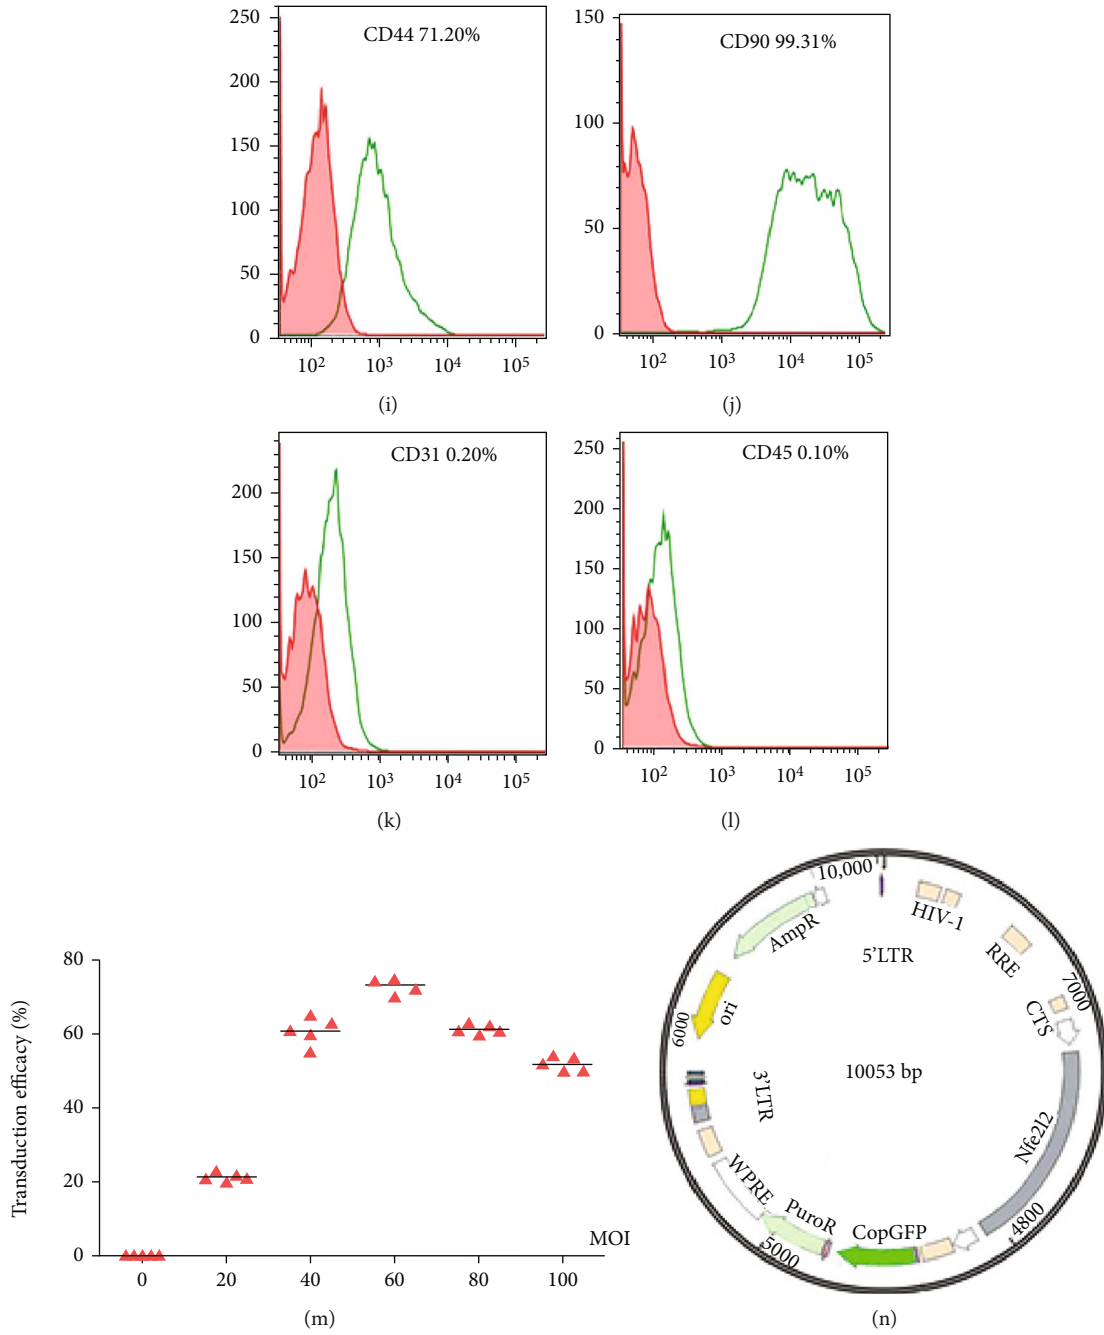 CD44 71.20%
250
200
150
100
50
0
10²
10³
10⁴
10⁵
(i)
CD90 99.31%
150
100
50
0
10²
10³
10⁴
10⁵
(j)
CD31 0.20%
200
150
100
50
0
10²
10³
10⁴
10⁵
(k)
CD45 0.10%
250
200
150
100
50
0
10²
10³
10⁴
10⁵
(l)
Transduction efficacy (%)
80
60
40
20
0
0
20
40
60
80
100
MOI
(m)
10,000
HIV-1
AmpR
5'LTR
RRE
7000
CTS
ori
6000
10053 bp
3'LTR
Nfe2l2
WPRE
PuroR
CopGFP
4800
5000
(n)